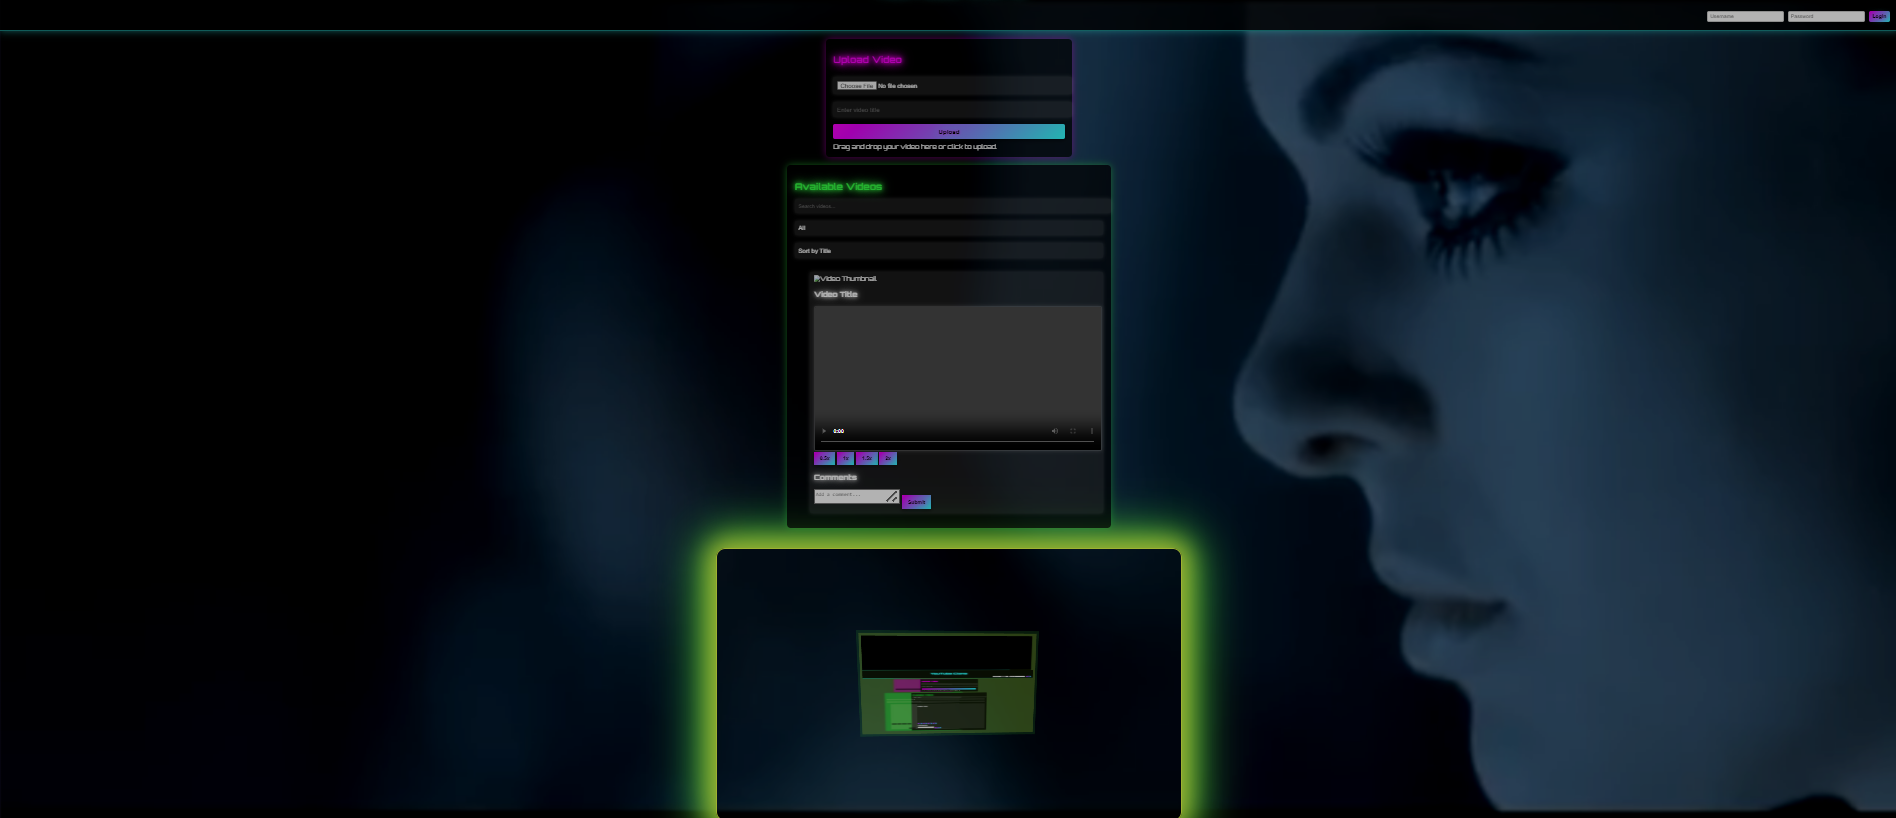 Username Password Login
Upload Video
Choose File No file chosen
Enter video title
Upload
Drag and drop your video here or click to upload.
Available Videos
Search videos...
All
Sort by Title
Video Thumbnail
Video Title
0:00
0.5x 1x 1.5x 2x
Comments
Add a comment...
Submit